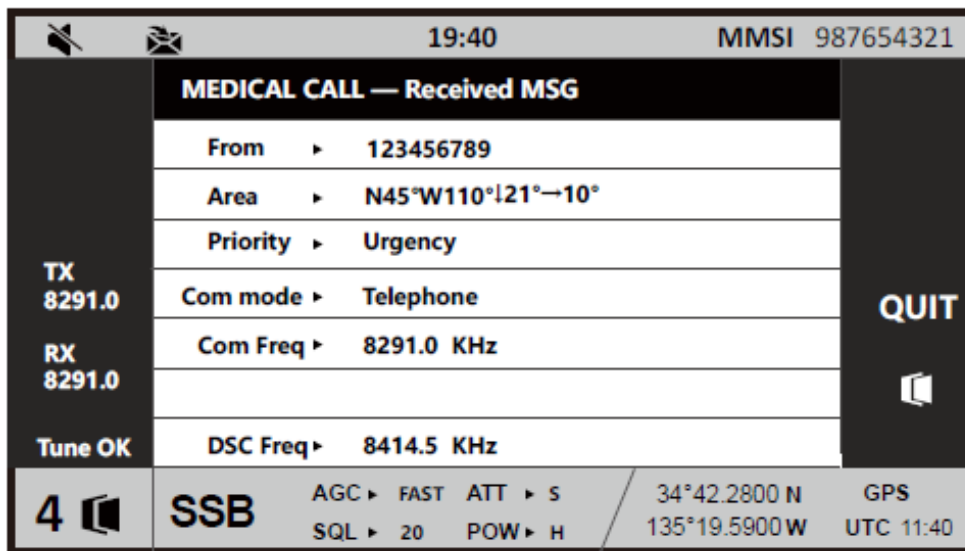 19:40 MMSI 987654321
MEDICAL CALL — Received MSG
From ▸ 123456789
Area ▸ N45°W110°↓21°→10°
Priority ▸ Urgency
Com mode ▸ Telephone
Com Freq ▸ 8291.0 KHz
DSC Freq ▸ 8414.5 KHz
TX
8291.0
RX
8291.0
Tune OK
QUIT
4 SSB
AGC ▸ FAST ATT ▸ S
SQL ▸ 20 POW ▸ H
34°42.2800 N GPS
135°19.5900 W UTC 11:40